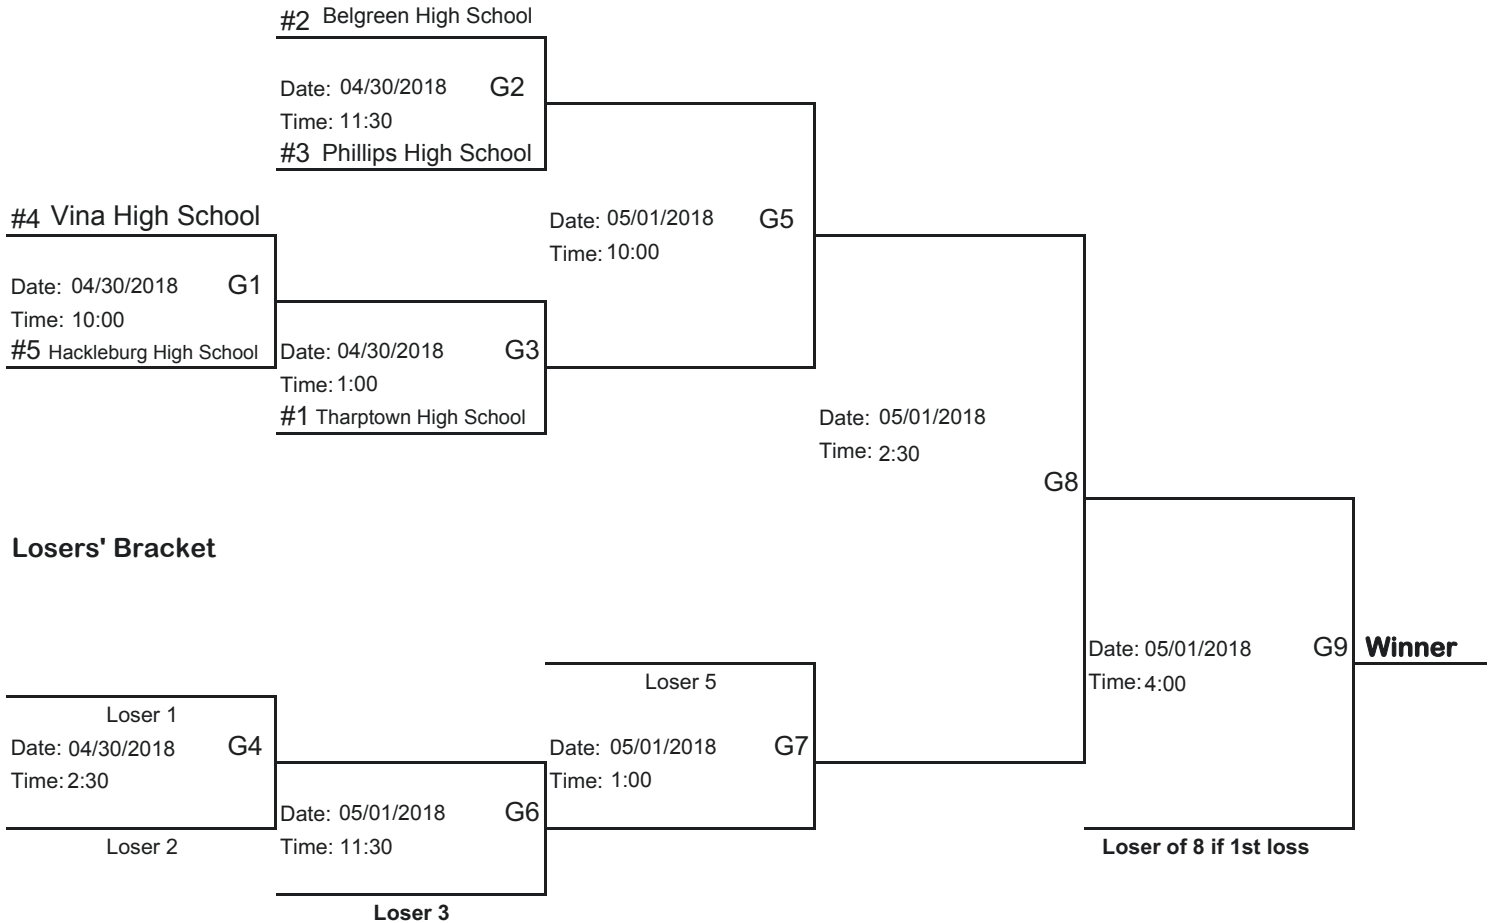 #2 Belgreen High School
Date: 04/30/2018 G2
Time: 11:30
#3 Phillips High School
#4 Vina High School
Date: 04/30/2018 G1
Time: 10:00
#5 Hackleburg High School
Date: 05/01/2018 G5
Time: 10:00
Date: 04/30/2018 G3
Time: 1:00
#1 Tharptown High School
Date: 05/01/2018
Time: 2:30
G8
Losers' Bracket
Date: 05/01/2018 G9 Winner
Time: 4:00
Loser 5
Loser 1
Date: 04/30/2018 G4
Time: 2:30
Date: 05/01/2018 G7
Time: 1:00
Date: 05/01/2018 G6
Time: 11:30
Loser 2
Loser of 8 if 1st loss
Loser 3